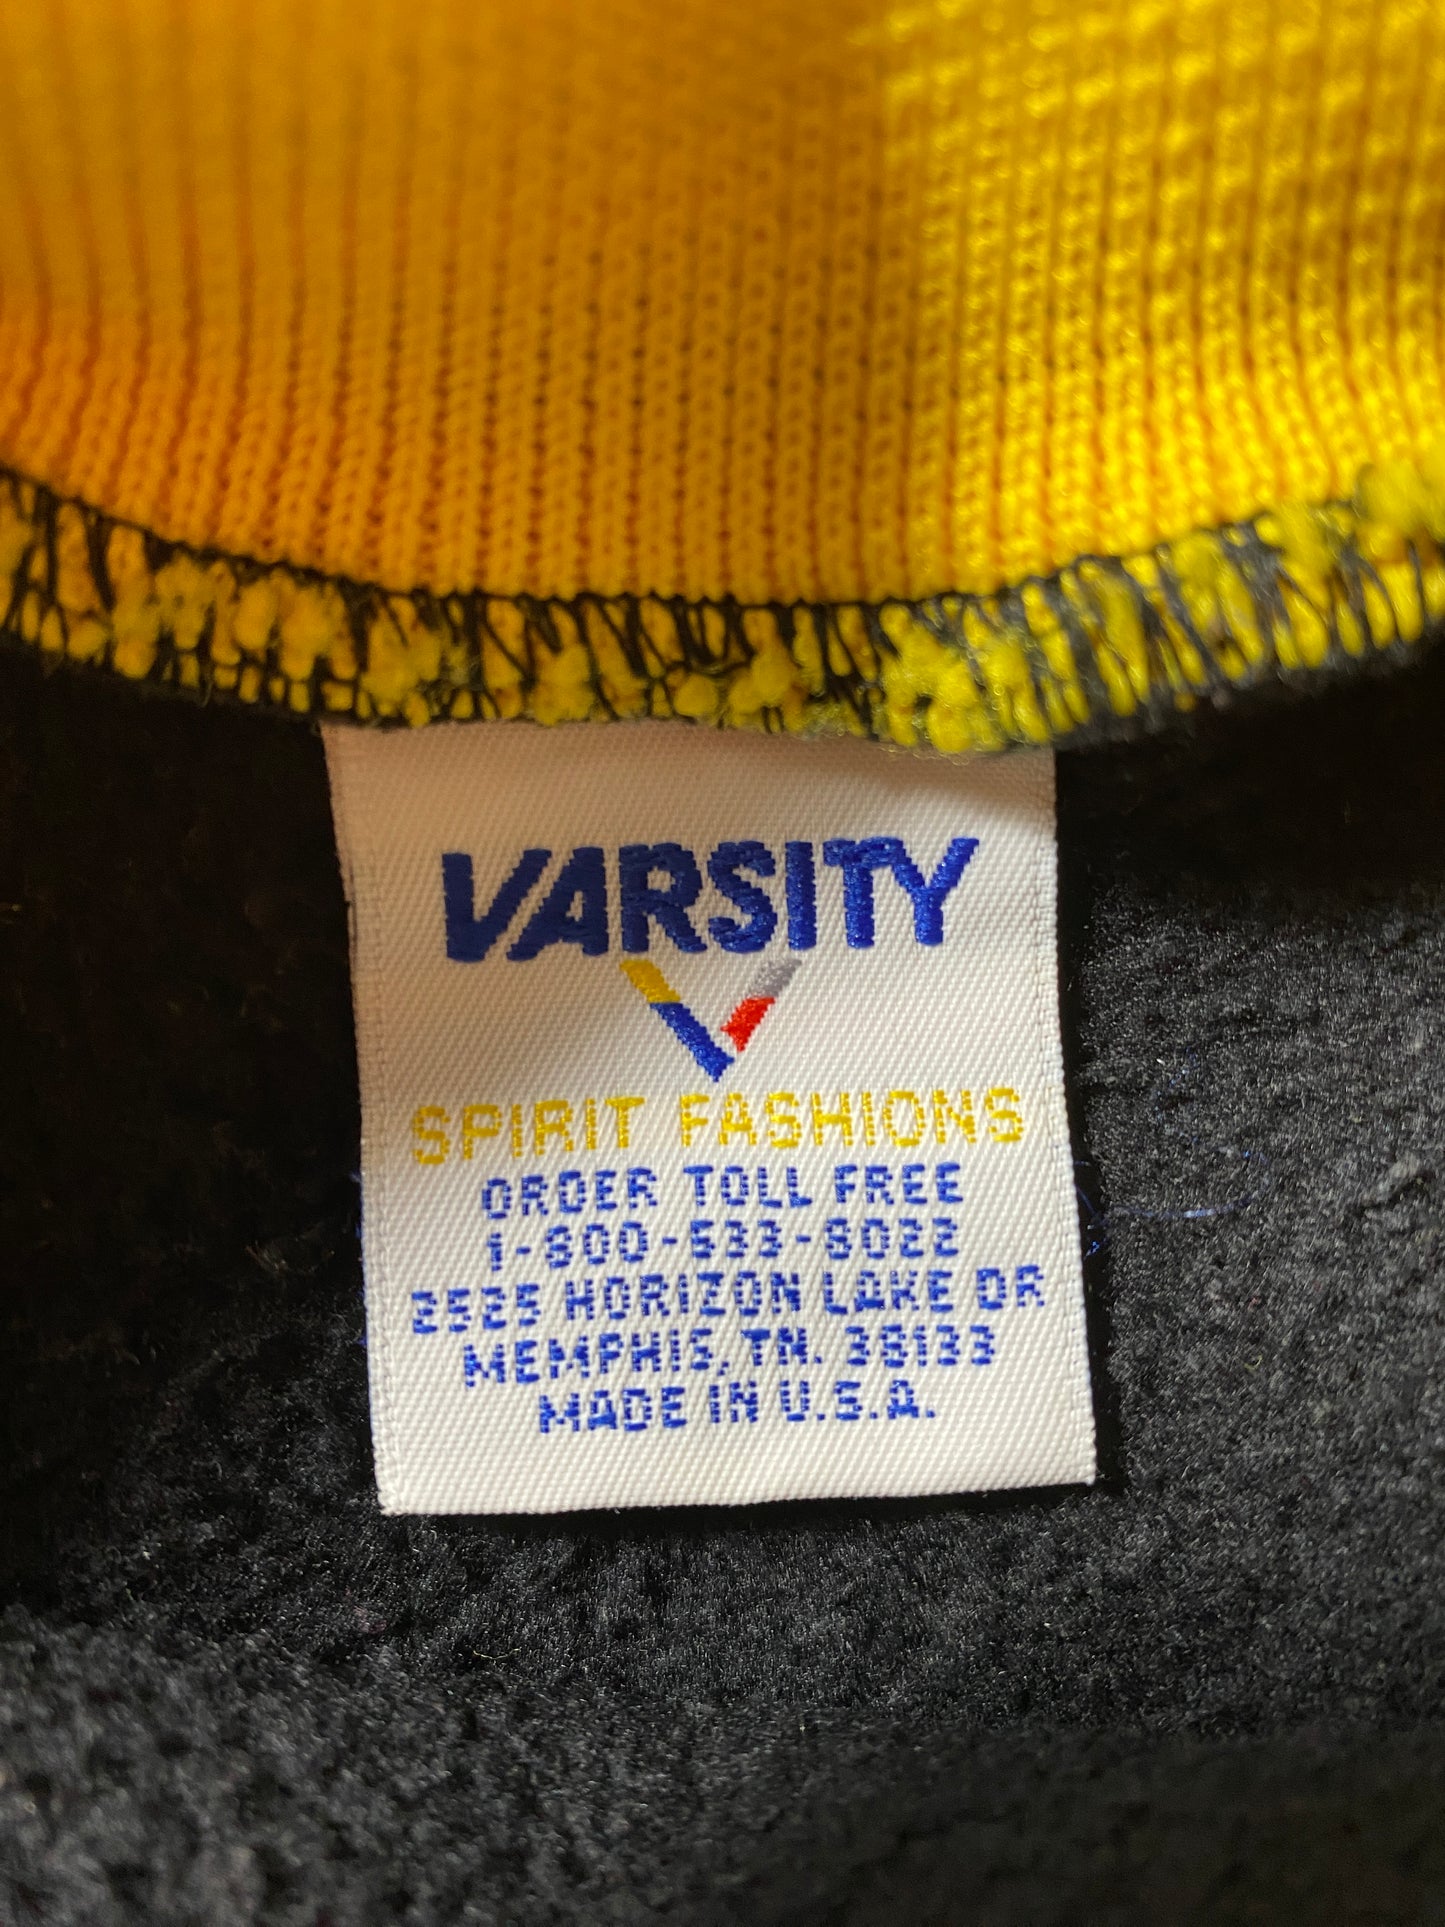 VARSITY
SPIRIT FASHIONS
ORDER TOLL FREE
1-800-533-8022
2525 HORIZON LAKE DR
MEMPHIS, TN. 38133
MADE IN U.S.A.